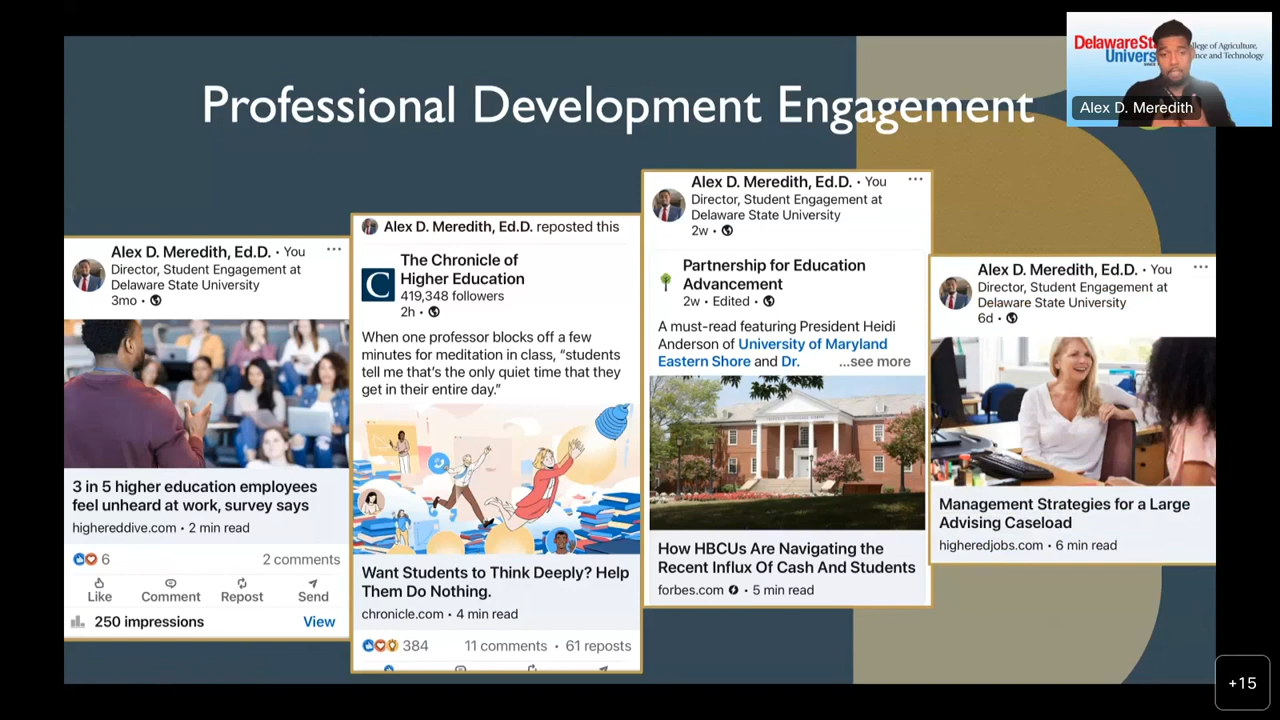 Professional Development Engagement
Delaware St
Univers
llege of Agriculture,
nce and Technology
Alex D. Meredith
Alex D. Meredith, Ed.D. • You
Director, Student Engagement at
Delaware State University
3mo •
3 in 5 higher education employees
feel unheard at work, survey says
highereddive.com • 2 min read
6
2 comments
Like
Comment
Repost
Send
250 impressions
View
Alex D. Meredith, Ed.D. reposted this
C
The Chronicle of
Higher Education
419,348 followers
2h •
When one professor blocks off a few
minutes for meditation in class, “students
tell me that’s the only quiet time that they
get in their entire day.”
Want Students to Think Deeply? Help
Them Do Nothing.
chronicle.com • 4 min read
384
11 comments • 61 reposts
Alex D. Meredith, Ed.D. • You
Director, Student Engagement at
Delaware State University
2w •
Partnership for Education
Advancement
2w • Edited •
A must-read featuring President Heidi
Anderson of University of Maryland
Eastern Shore and Dr. ...see more
How HBCUs Are Navigating the
Recent Influx Of Cash And Students
forbes.com • 5 min read
Alex D. Meredith, Ed.D. • You
Director, Student Engagement at
Delaware State University
6d •
Management Strategies for a Large
Advising Caseload
higheredjobs.com • 6 min read
+15